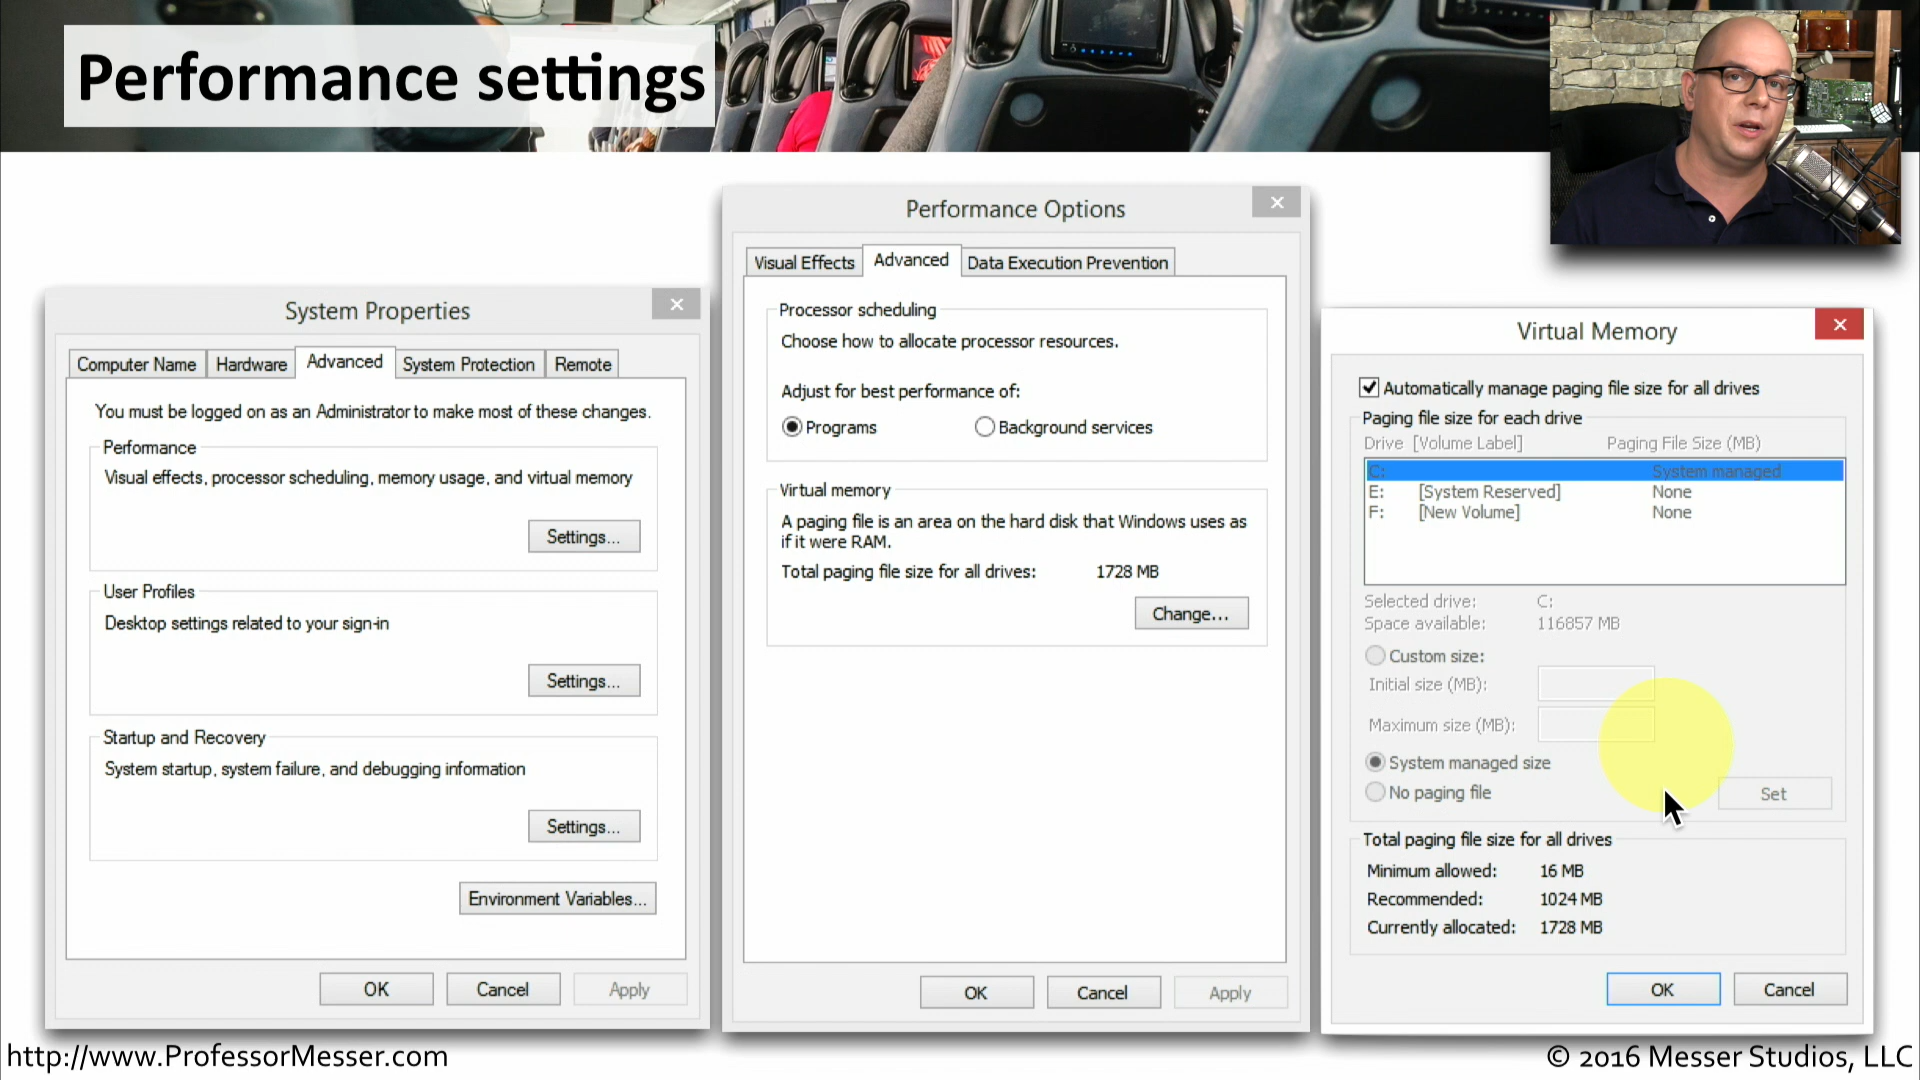 Performance settings
System Properties
Computer Name Hardware Advanced System Protection Remote
You must be logged on as an Administrator to make most of these changes.
Performance
Visual effects, processor scheduling, memory usage, and virtual memory
Settings...
User Profiles
Desktop settings related to your sign-in
Settings...
Startup and Recovery
System startup, system failure, and debugging information
Settings...
Environment Variables...
OK Cancel Apply
Performance Options
Visual Effects Advanced Data Execution Prevention
Processor scheduling
Choose how to allocate processor resources.
Adjust for best performance of:
Programs Background services
Virtual memory
A paging file is an area on the hard disk that Windows uses as
if it were RAM.
Total paging file size for all drives: 1728 MB
Change...
OK Cancel Apply
Virtual Memory
Automatically manage paging file size for all drives
Paging file size for each drive
Drive [Volume Label] Paging File Size (MB)
C: System managed
E: [System Reserved] None
F: [New Volume] None
Selected drive: C:
Space available: 116857 MB
Custom size:
Initial size (MB):
Maximum size (MB):
System managed size
No paging file Set
Total paging file size for all drives
Minimum allowed: 16 MB
Recommended: 1024 MB
Currently allocated: 1728 MB
OK Cancel
http://www.ProfessorMesser.com
© 2016 Messer Studios, LLC